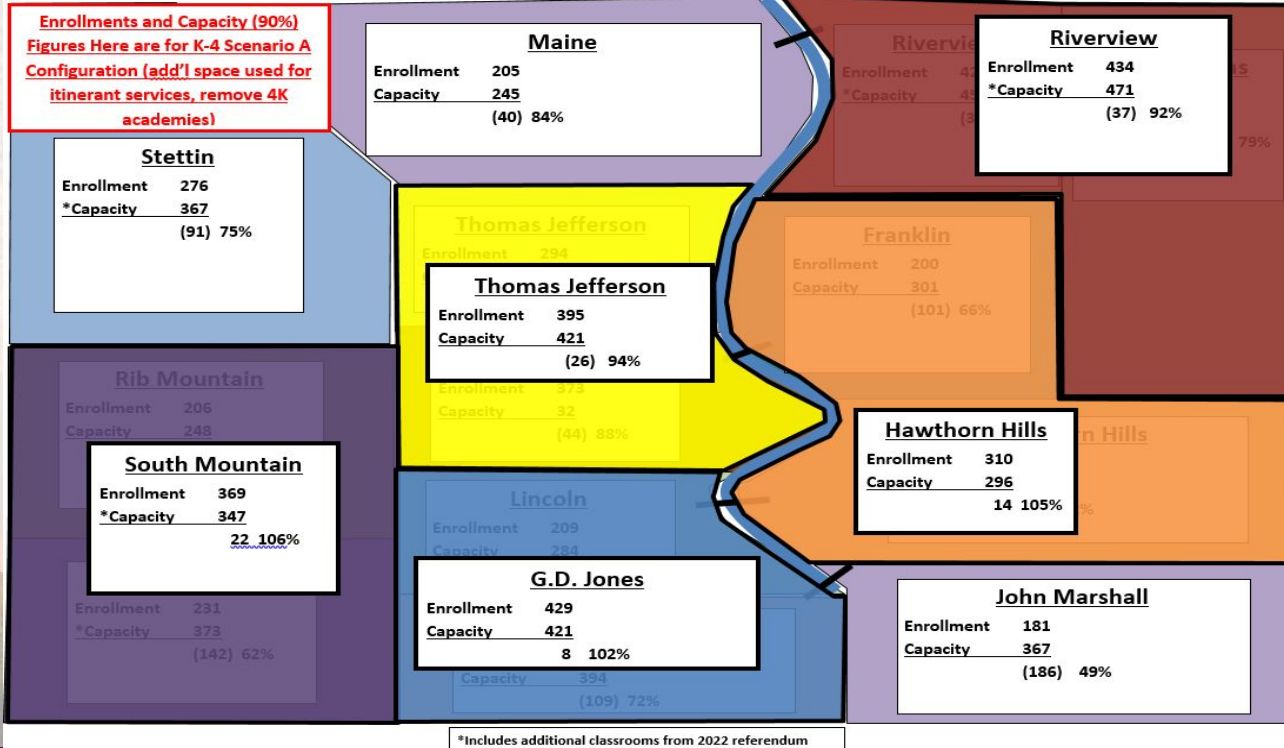 Enrollments and Capacity (90%)
Figures Here are for K-4 Scenario A
Configuration (add'l space used for
itinerant services, remove 4K
academies)
Maine
Enrollment 205
Capacity 245
(40) 84%
Riverview
Enrollment 434
*Capacity 471
(37) 92%
79%
Stettin
Enrollment 276
*Capacity 367
(91) 75%
Thomas Jefferson
Enrollment 294
Thomas Jefferson
Enrollment 395
Capacity 421
(26) 94%
Enrollment 373
Capacity 32
(44) 88%
Franklin
Enrollment 200
Capacity 301
(101) 66%
Rib Mountain
Enrollment 206
Capacity 248
South Mountain
Enrollment 369
*Capacity 347
22 106%
Enrollment 231
*Capacity 373
(142) 62%
Hawthorn Hills
Enrollment 310
Capacity 296
14 105%
n Hills
Lincoln
Enrollment 209
Capacity 284
G.D. Jones
Enrollment 429
Capacity 421
8 102%
Capacity 394
(109) 72%
John Marshall
Enrollment 181
Capacity 367
(186) 49%
*Includes additional classrooms from 2022 referendum